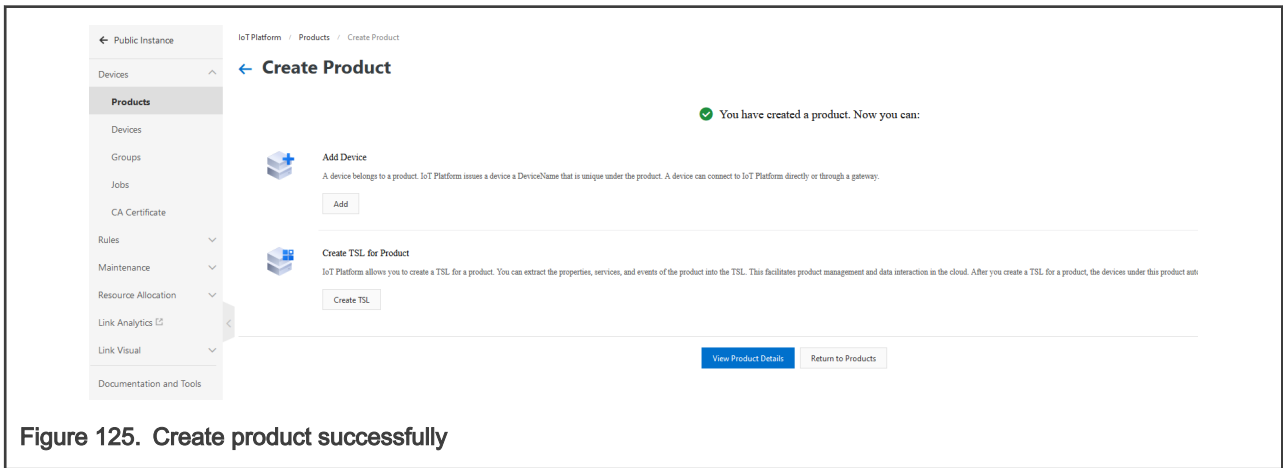 Public Instance
IoT Platform / Products / Create Product
Create Product
Devices
Products
Devices
Groups
Jobs
CA Certificate
Rules
Maintenance
Resource Allocation
Link Analytics
Link Visual
Documentation and Tools
You have created a product. Now you can:
Add Device
A device belongs to a product. IoT Platform issues a device a DeviceName that is unique under the product. A device can connect to IoT Platform directly or through a gateway.
Add
Create TSL for Product
IoT Platform allows you to create a TSL for a product. You can extract the properties, services, and events of the product into the TSL. This facilitates product management and data interaction in the cloud. After you create a TSL for a product, the devices under this product auto
Create TSL
View Product Details
Return to Products
Figure 125. Create product successfully